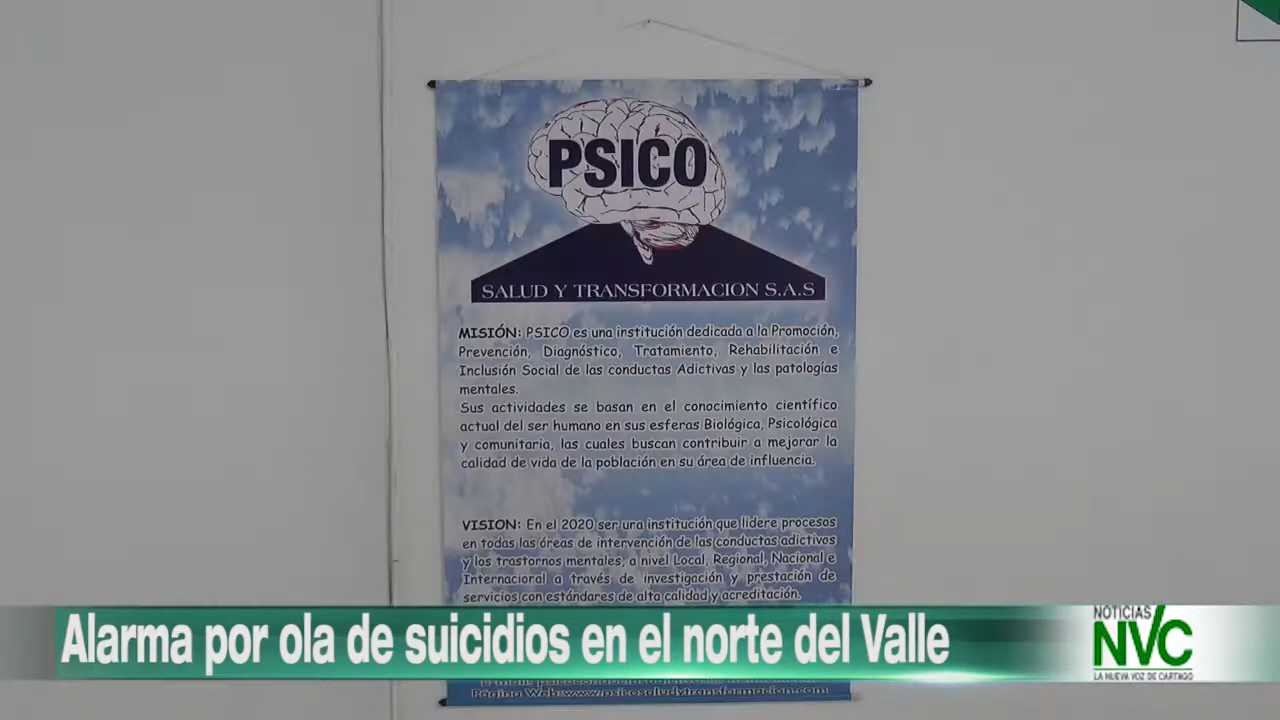 PSICO
SALUD Y TRANSFORMACION S.A.S
MISIÓN: PSICO es una institución dedicada a la Promoción,
Prevención, Diagnóstico, Tratamiento, Rehabilitación e
Inclusión Social de las conductas Adictivas y las patologías
mentales.
Sus actividades se basan en el conocimiento científico
actual del ser humano en sus esferas Biológica, Psicológica
y comunitaria, las cuales buscan contribuir a mejorar la
calidad de vida de la población en su área de influencia.
VISION: En el 2020 ser una institución que lidere procesos
en todas las áreas de intervención de las conductas adictivos
y los trastornos mentales, a nivel Local, Regional, Nacional e
Internacional a través de investigación y prestación de
servicios con estándares de alta calidad y acreditación.
Alarma por ola de suicidios en el norte del Valle
NOTICIAS
NVC
LA NUEVA VOZ DE CARTAGO
Página Web:www.psicosaludytransformacion.com